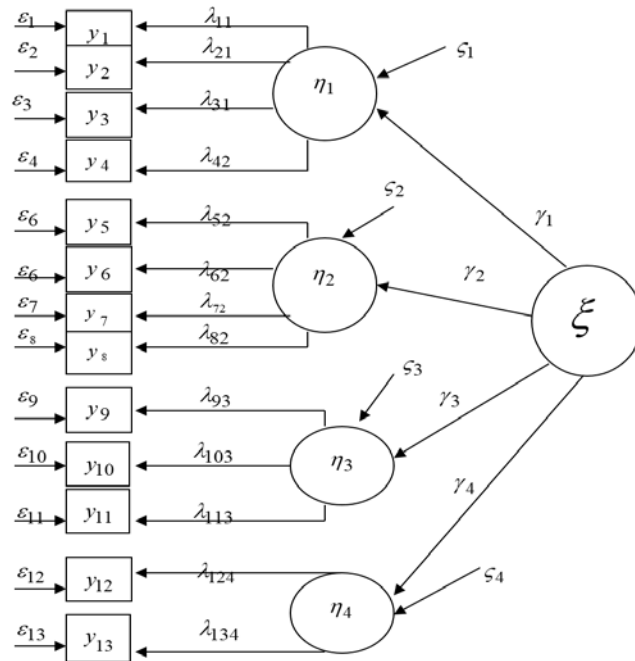 ε1 y1 λ11
ε2 y2 λ21
η1 ς1
ε3 y3 λ31
ε4 y4 λ42
ς2
γ1
ε6 y5 λ52
γ2
ε6 y6 λ62
η2
ε7 y7 λ72
ξ
ε8 y8 λ82
ς3
γ3
ε9 y9 λ93
ε10 y10 λ103
η3
γ4
ε11 y11 λ113
ε12 y12 λ124
ς4
η4
ε13 y13 λ134